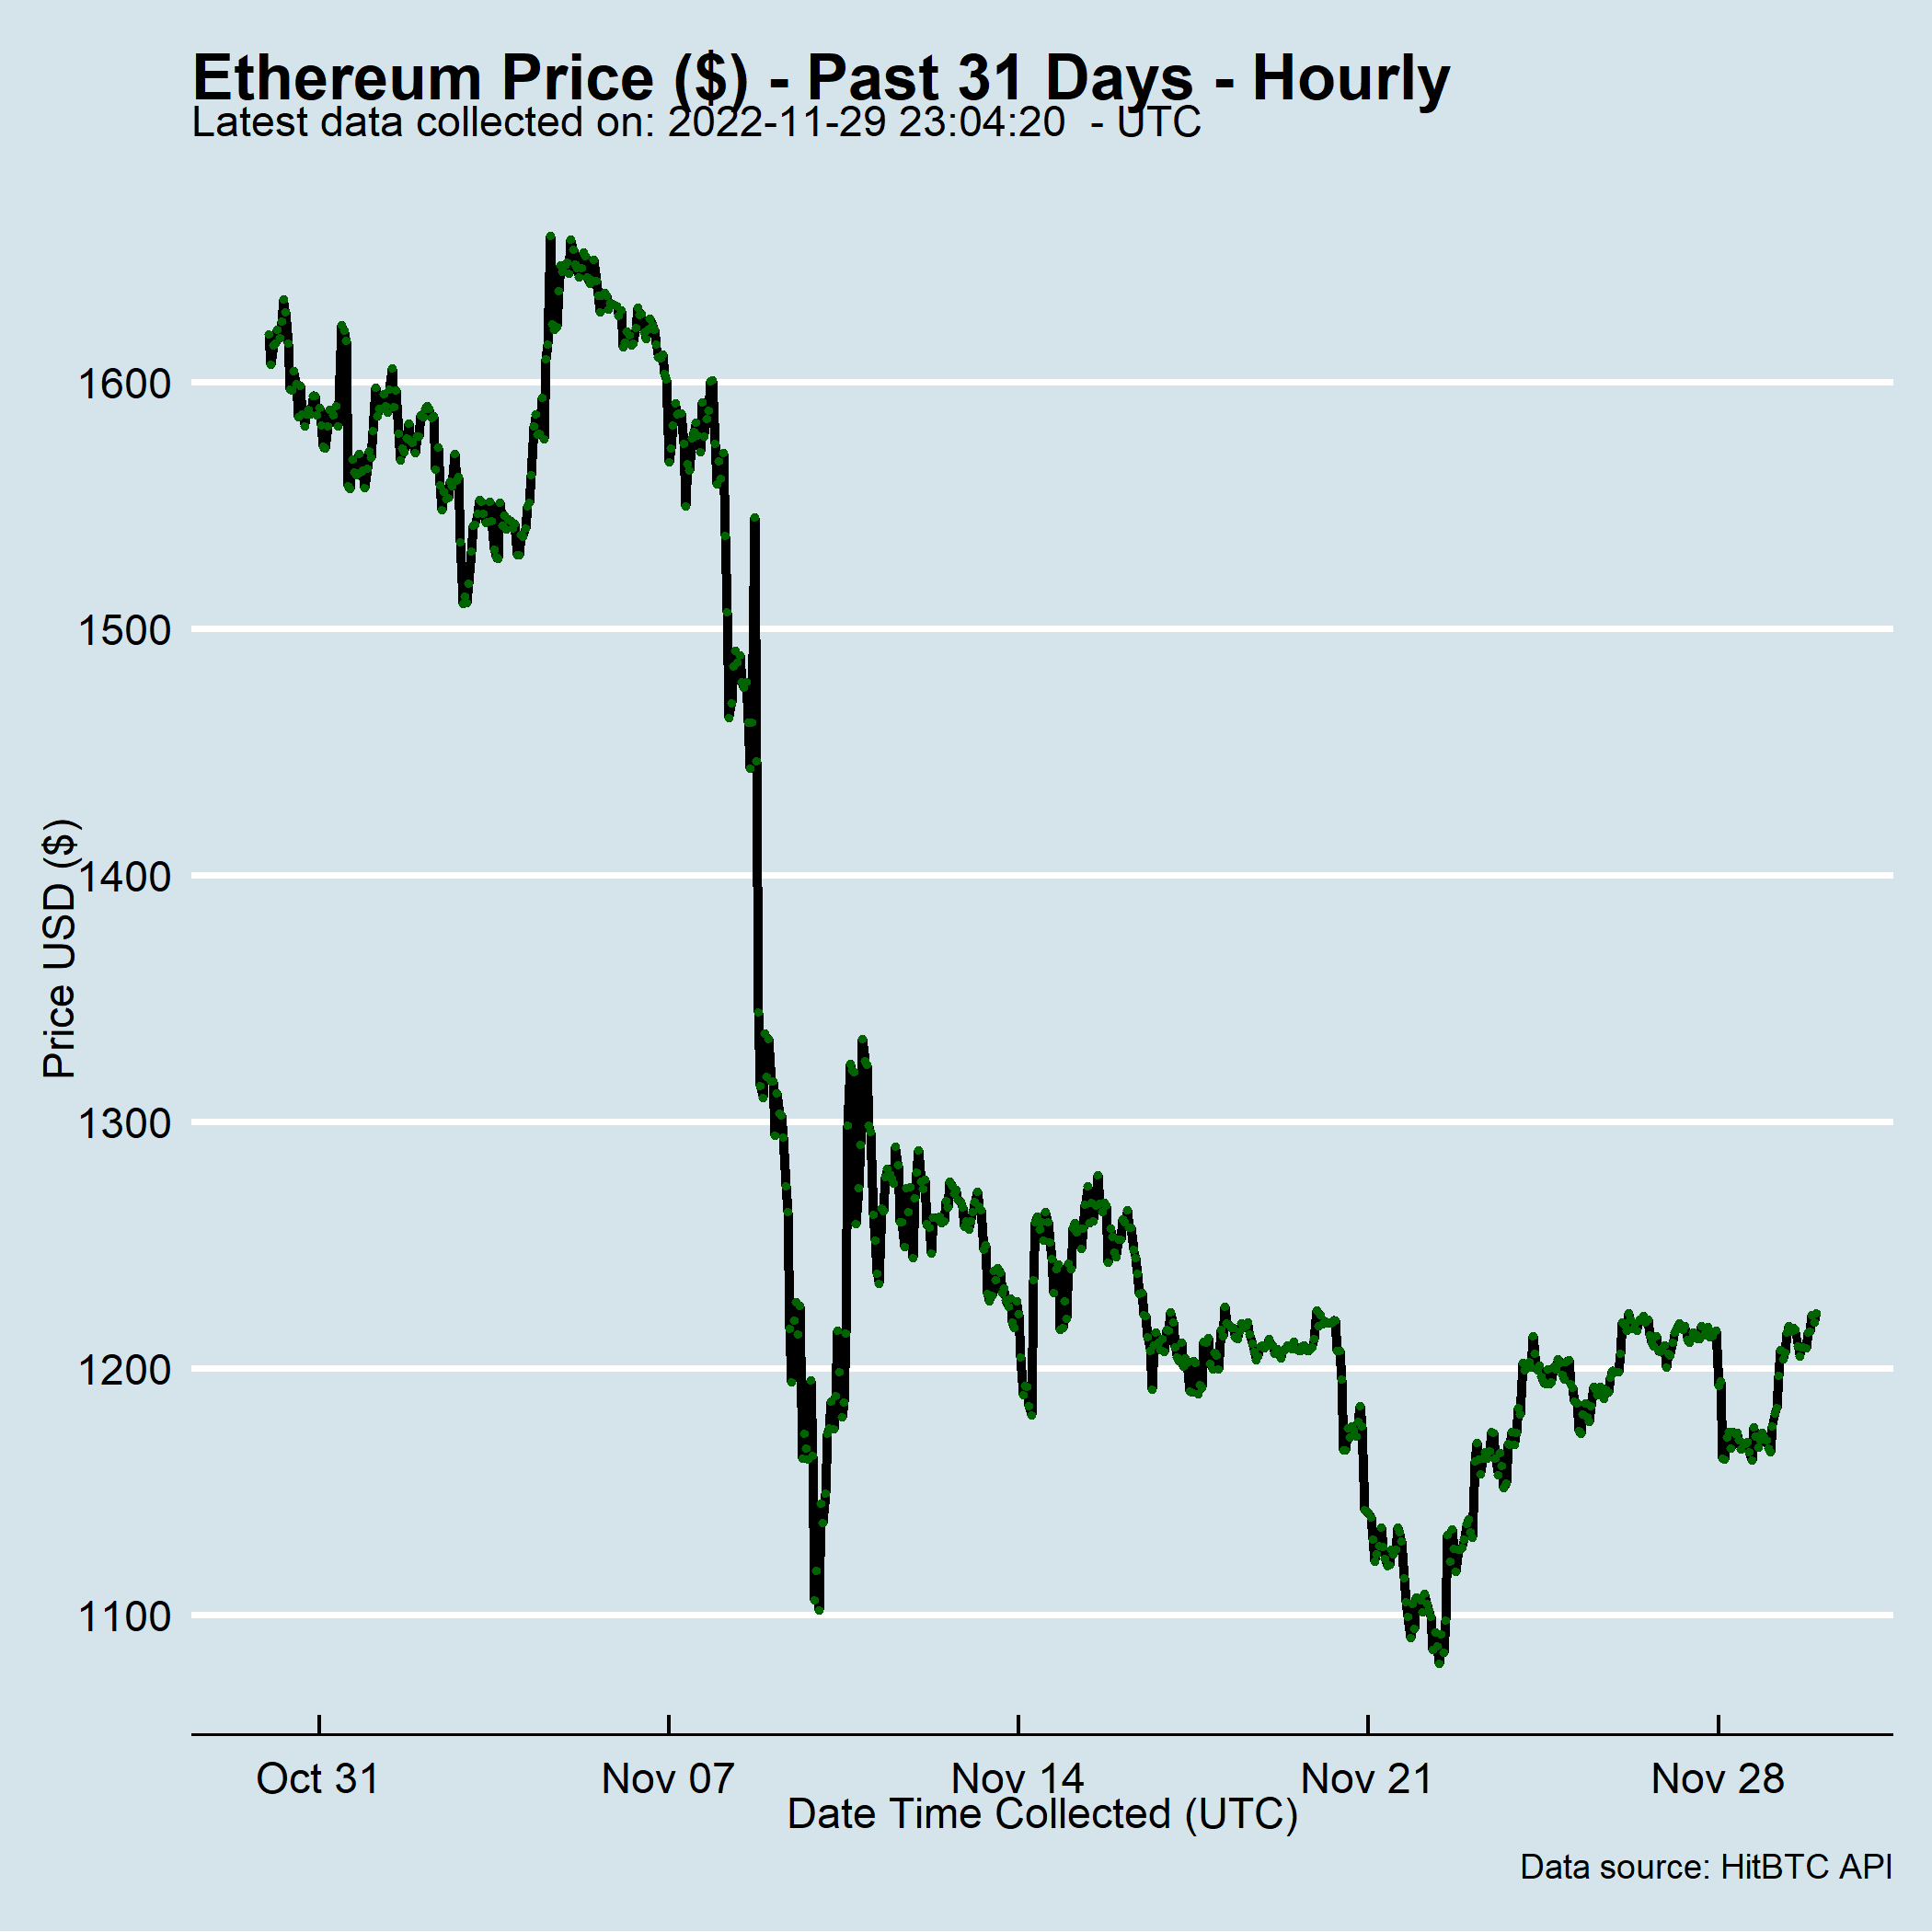 Ethereum Price ($) - Past 31 Days - Hourly
Latest data collected on: 2022-11-29 23:04:20  - UTC
Price USD ($)
1600
1500
1400
1300
1200
1100
Oct 31
Nov 07
Nov 14
Nov 21
Nov 28
Date Time Collected (UTC)
Data source: HitBTC API